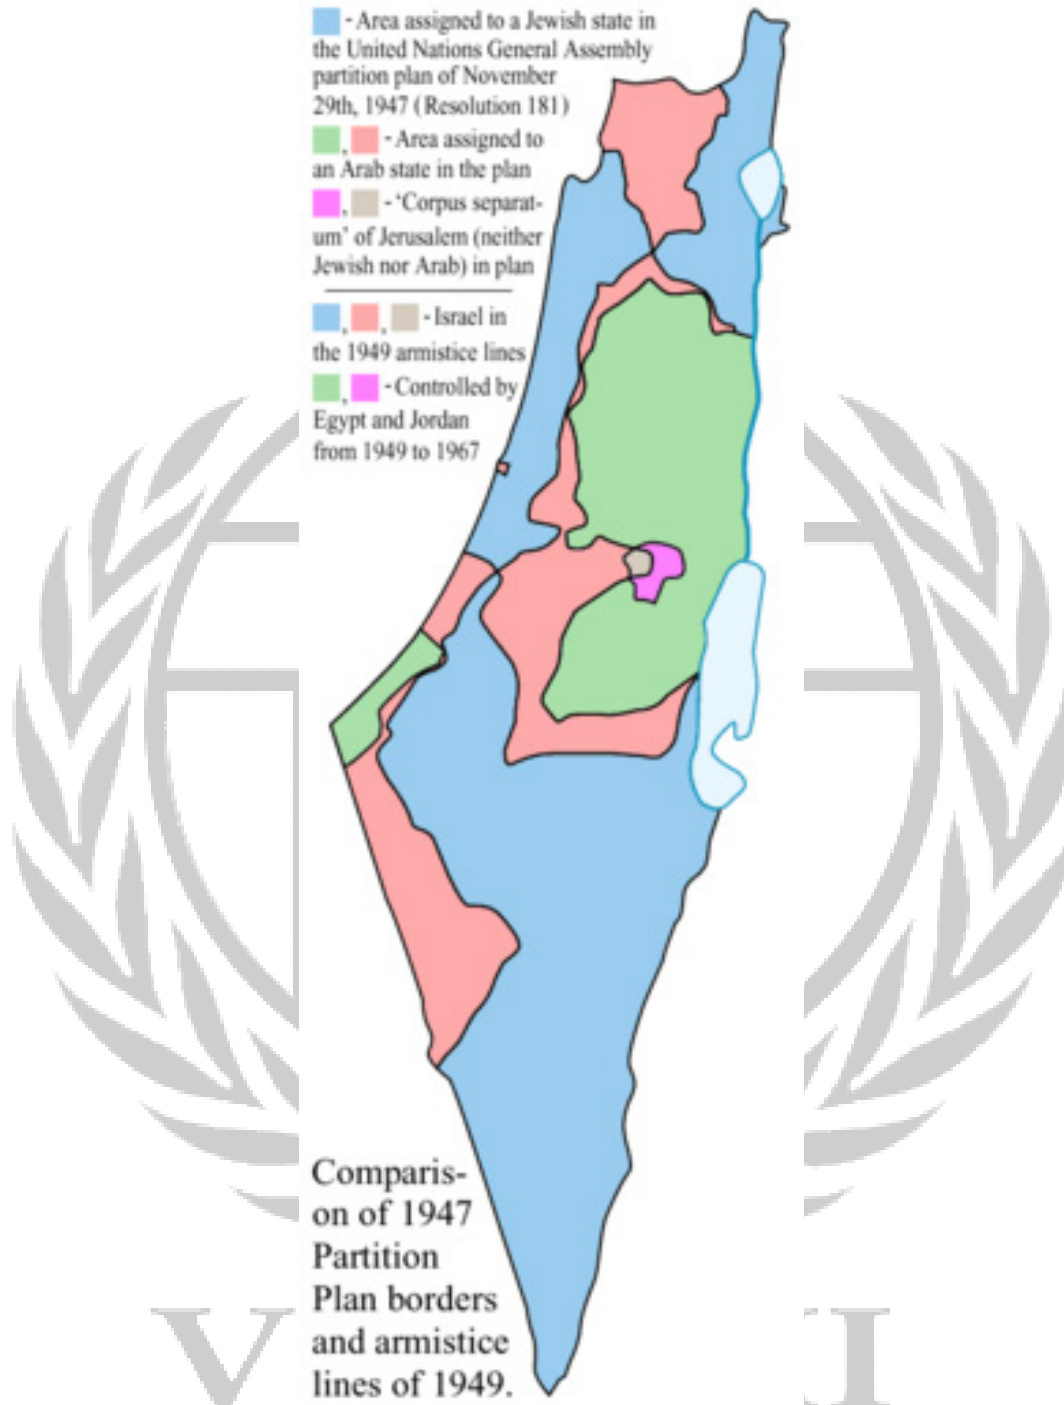 - Area assigned to a Jewish state in
the United Nations General Assembly
partition plan of November
29th, 1947 (Resolution 181)
, - Area assigned to
an Arab state in the plan
, - ‘Corpus separat-
um’ of Jerusalem (neither
Jewish nor Arab) in plan
, , - Israel in
the 1949 armistice lines
, - Controlled by
Egypt and Jordan
from 1949 to 1967
Comparis-
on of 1947
Partition
Plan borders
and armistice
lines of 1949.